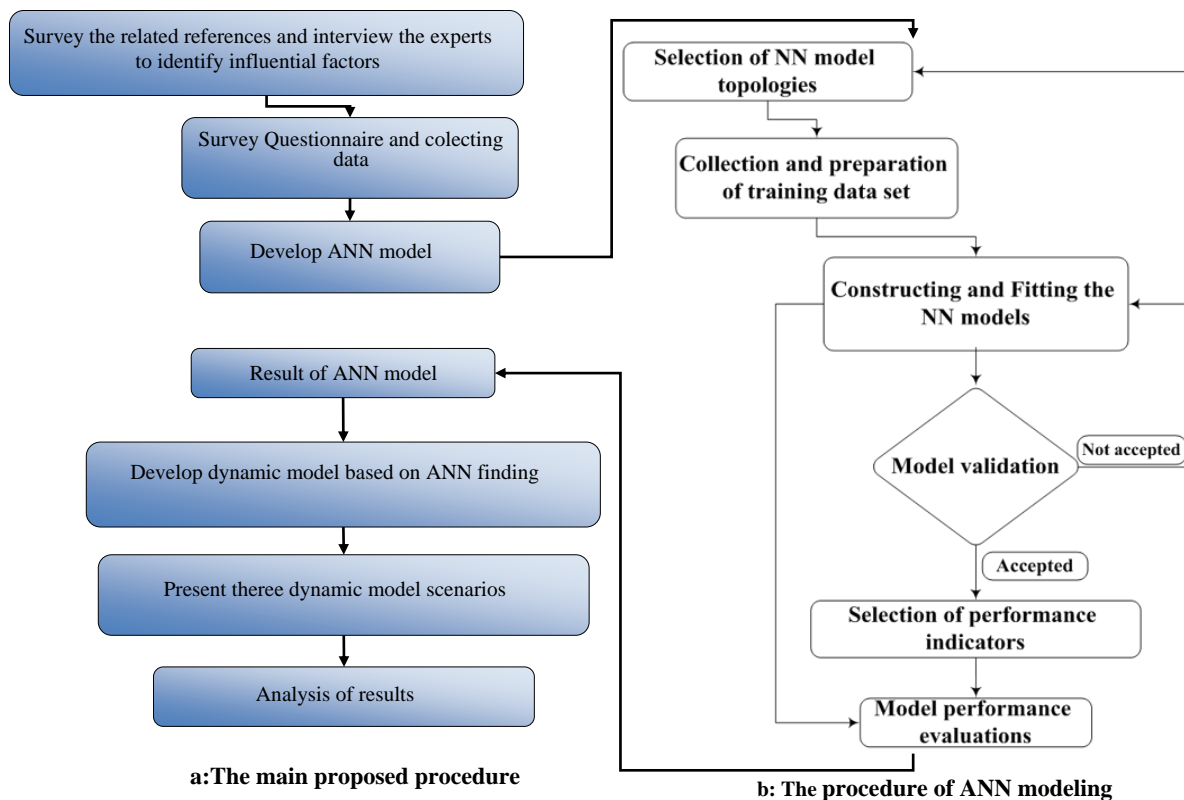 Survey the related references and interview the experts
to identify influential factors
Survey Questionnaire and colecting
data
Develop ANN model
Result of ANN model
Develop dynamic model based on ANN finding
Present theree dynamic model scenarios
Analysis of results
a:The main proposed procedure
Selection of NN model
topologies
Collection and preparation
of training data set
Constructing and Fitting the
NN models
Model validation
Not accepted
Accepted
Selection of performance
indicators
Model performance
evaluations
b: The procedure of ANN modeling